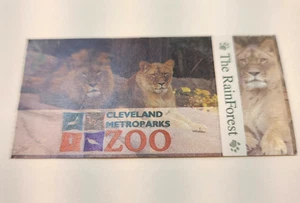 CLEVELAND
METROPARKS
ZOO
The RainForest